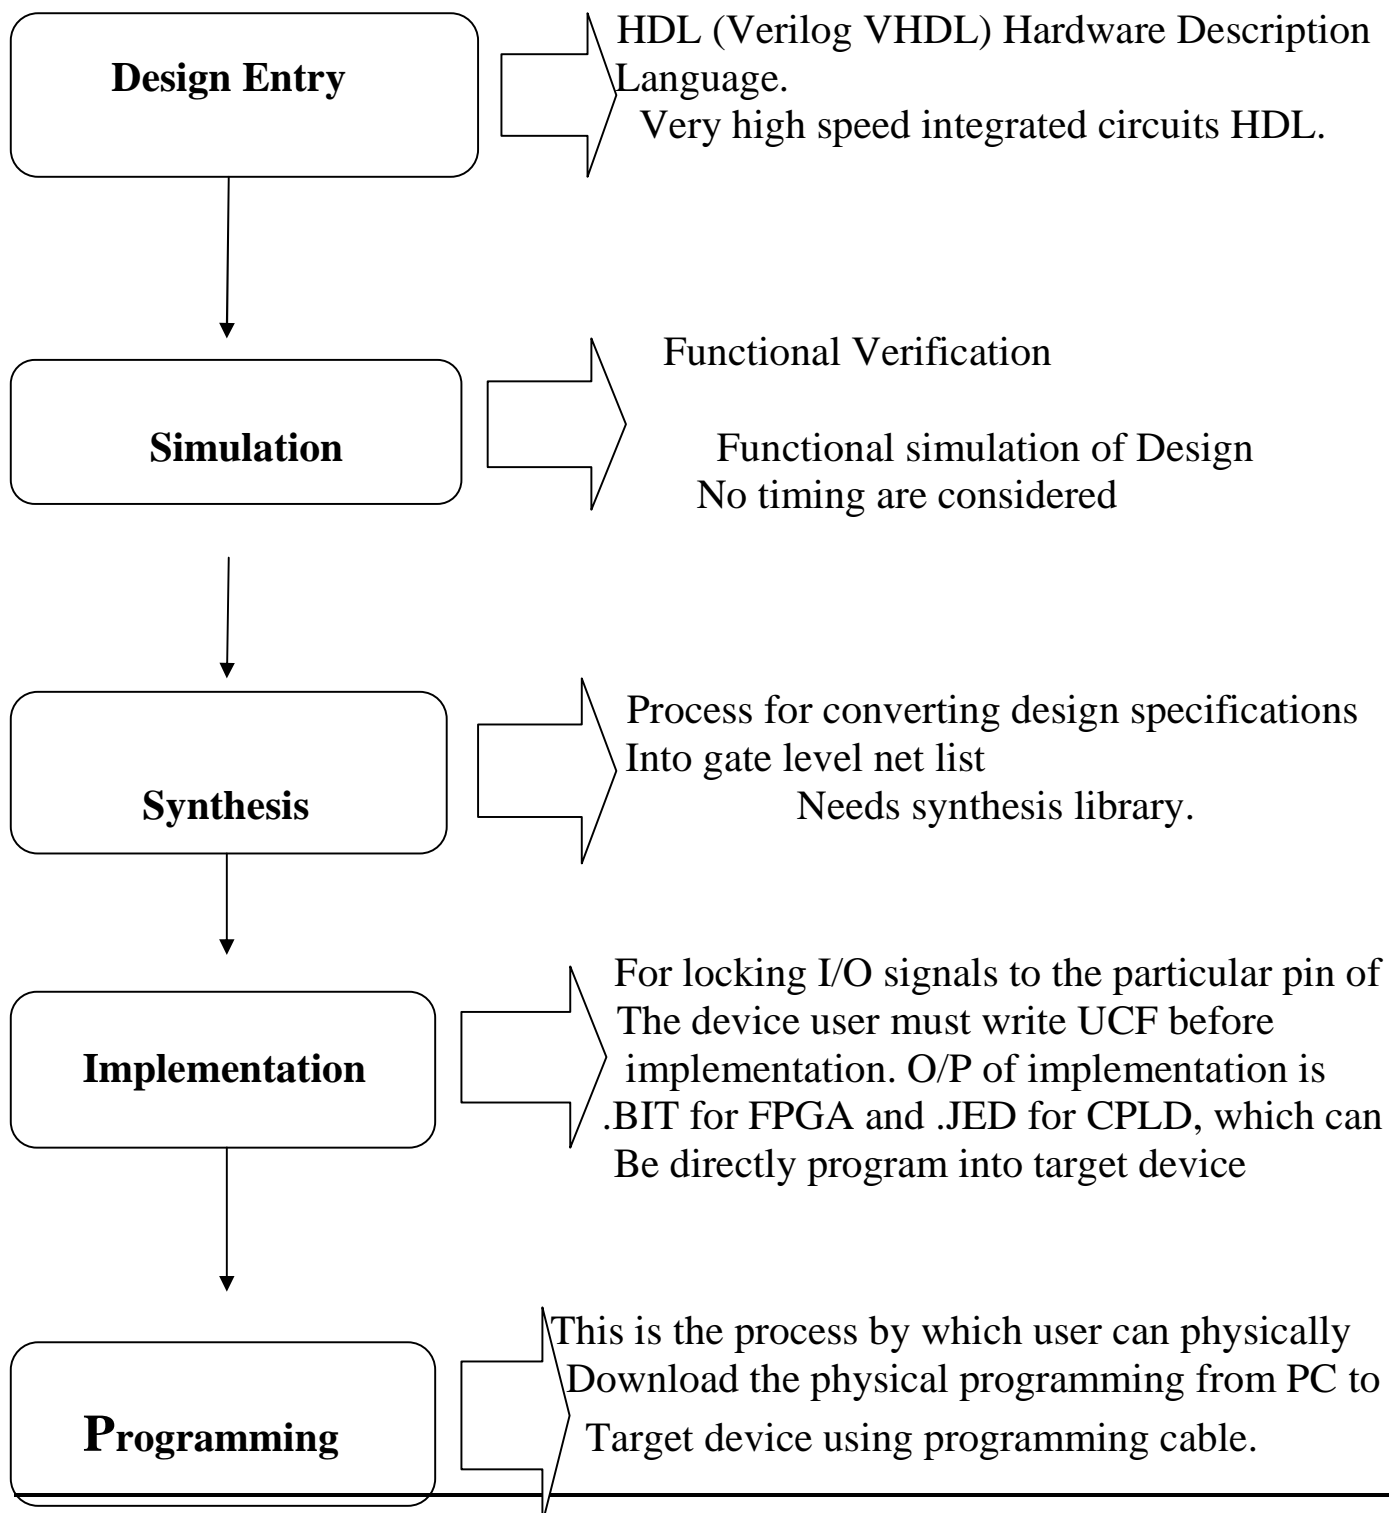 Design Entry
HDL (Verilog VHDL) Hardware Description
Language.
Very high speed integrated circuits HDL.
Simulation
Functional Verification
Functional simulation of Design
No timing are considered
Synthesis
Process for converting design specifications
Into gate level net list
Needs synthesis library.
Implementation
For locking I/O signals to the particular pin of
The device user must write UCF before
implementation. O/P of implementation is
.BIT for FPGA and .JED for CPLD, which can
Be directly program into target device
Programming
This is the process by which user can physically
Download the physical programming from PC to
Target device using programming cable.